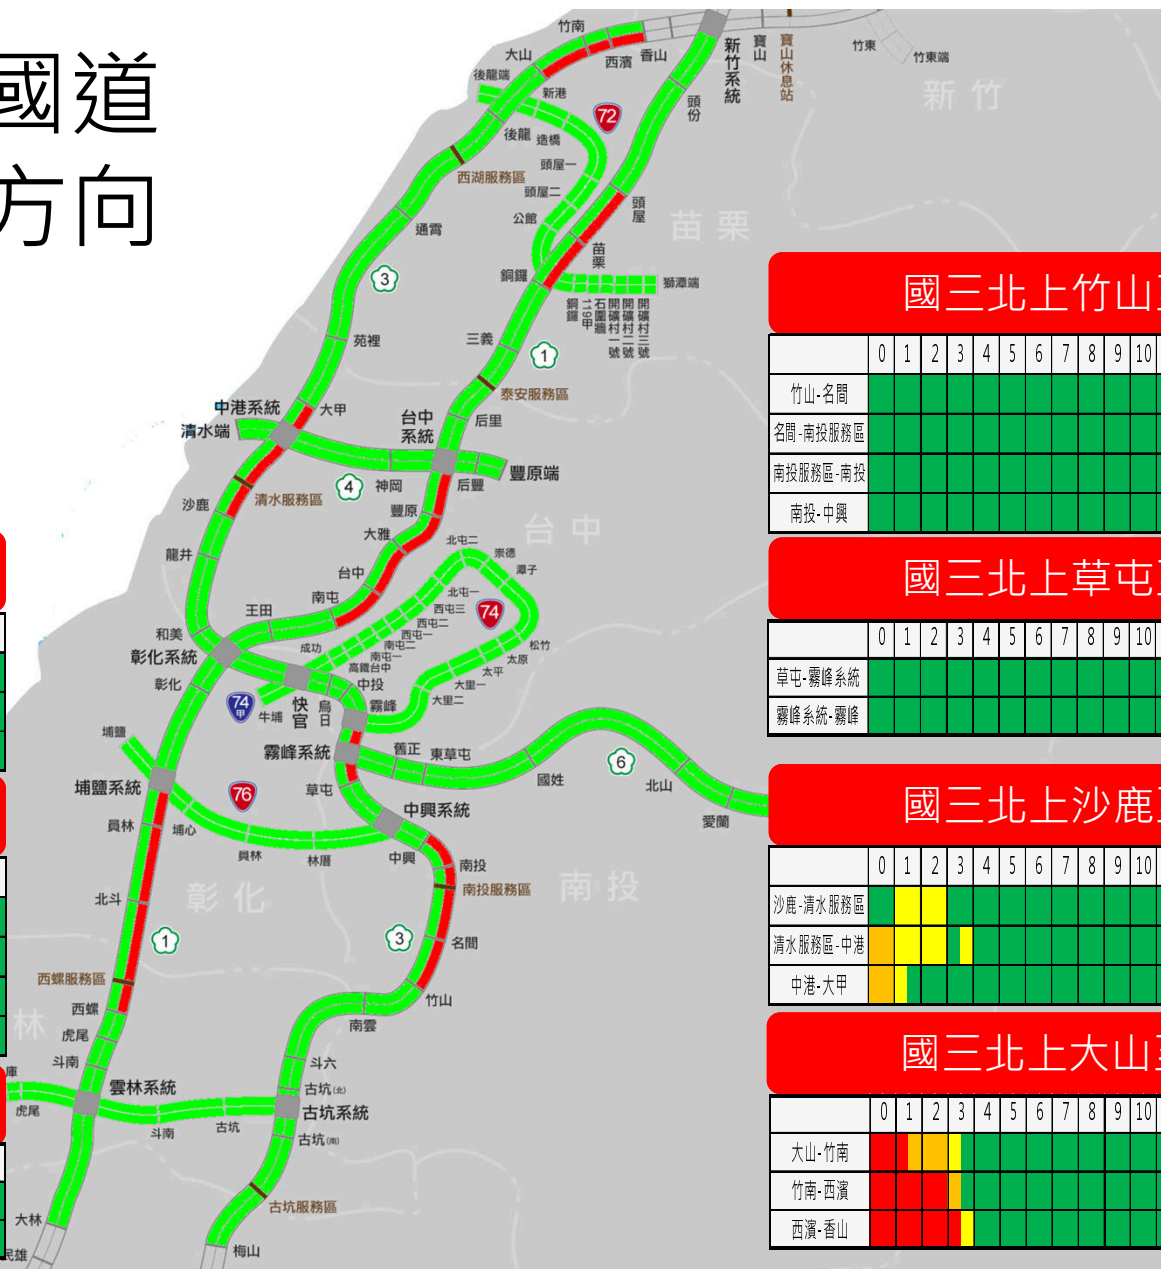 國道
方向
竹南
大山
西濱
香山
新竹系統
寶山
寶山休息站
竹東
竹東端
後龍端
新港
新竹
72
頭份
後龍
造橋
頭屋一
西湖服務區
頭屋二
公館
頭屋
苗栗
通霄
苗栗
銅鑼
獅潭端
3
銅鑼
119甲
石圍牆
開礦村一號
開礦村二號
開礦村三號
苑裡
三義
1
泰安服務區
中港系統
大甲
清水端
台中
系統
后里
豐原端
4
神岡
后豐
沙鹿
清水服務區
豐原
大雅
台中
北屯二
崇德
潭子
龍井
台中
北屯一
南屯
西屯三
74
王田
西屯二
西屯一
和美
成功
南屯二
松竹
彰化系統
南屯一
太原
高鐵台中
太平
彰化
中投
大里一
74
甲
牛埔
快官
烏日
霧峰
大里二
埔鹽
霧峰系統
舊正
東草屯
6
國姓
北山
愛蘭
埔鹽系統
76
草屯
中興系統
員林
埔心
員林
林厝
中興
南投
彰化
南投
南投服務區
北斗
1
3
名間
西螺服務區
竹山
西螺
林
南雲
虎尾
斗南
斗六
庫
雲林系統
古坑(北)
虎尾
古坑系統
斗南
古坑
古坑(南)
古坑服務區
大林
梅山
民雄
國三北上竹山
0 1 2 3 4 5 6 7 8 9 10
竹山-名間
名間-南投服務區
南投服務區-南投
南投-中興
國三北上草屯
0 1 2 3 4 5 6 7 8 9 10
草屯-霧峰系統
霧峰系統-霧峰
國三北上沙鹿
0 1 2 3 4 5 6 7 8 9 10
沙鹿-清水服務區
清水服務區-中港
中港-大甲
國三北上大山
0 1 2 3 4 5 6 7 8 9 10
大山-竹南
竹南-西濱
西濱-香山